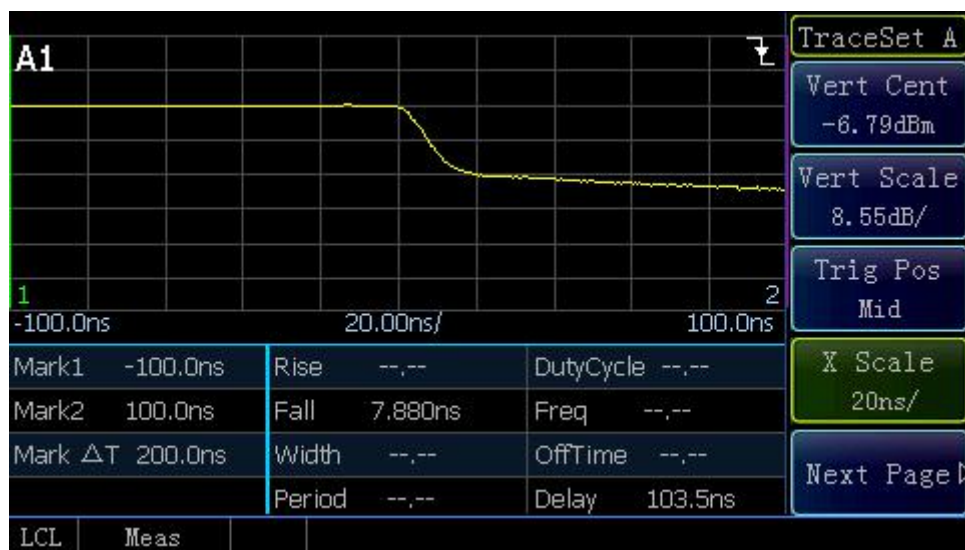 TraceSet A
A1
Vert Cent
-6.79dBm
Vert Scale
8.55dB/
Trig Pos
Mid
1
2
-100.0ns 20.00ns/ 100.0ns
Mark1 -100.0ns Rise --.-- DutyCycle --.--
X Scale
20ns/
Mark2 100.0ns Fall 7.880ns Freq --.--
Mark △T 200.0ns Width --.-- OffTime --.--
Next Page
Period --.-- Delay 103.5ns
LCL Meas